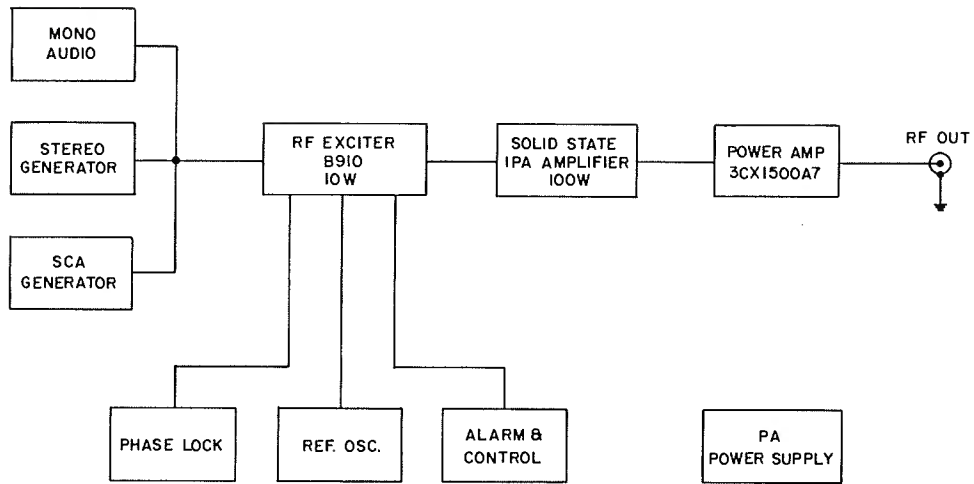 MONO
AUDIO
STEREO
GENERATOR
SCA
GENERATOR
RF EXCITER
B910
10W
SOLID STATE
IPA AMPLIFIER
100W
POWER AMP
3CX1500A7
RF OUT
PHASE LOCK
REF. OSC.
ALARM &
CONTROL
PA
POWER SUPPLY